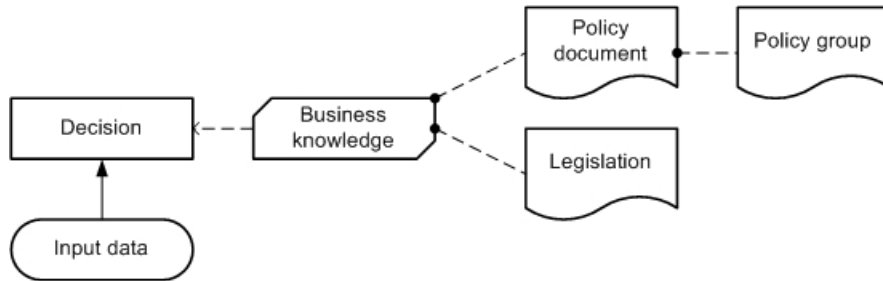 Policy
document
Policy group
Decision
Business
knowledge
Legislation
Input data